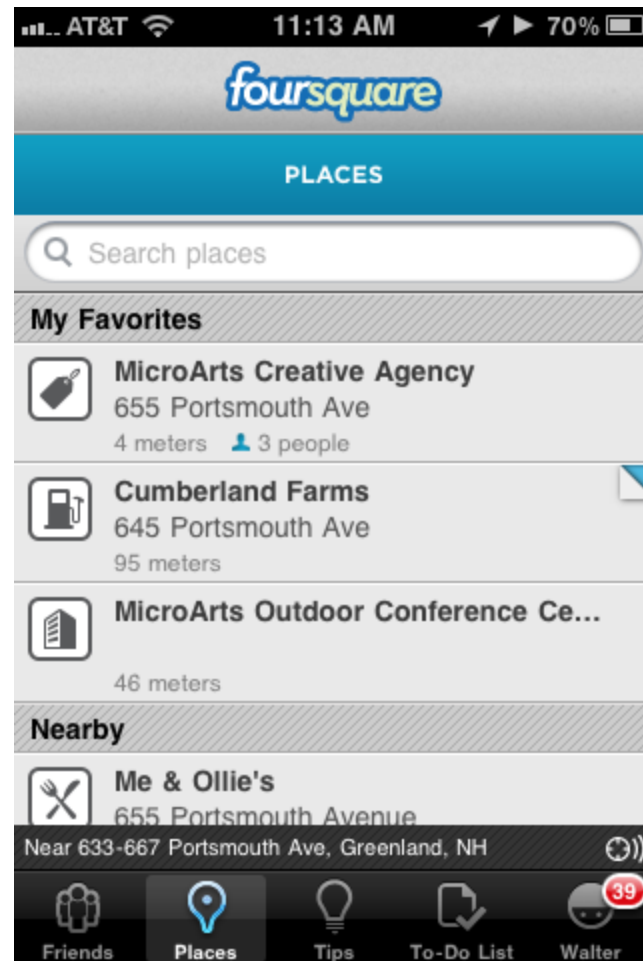 AT&T 11:13 AM 70%
foursquare
PLACES
Search places
My Favorites
MicroArts Creative Agency
655 Portsmouth Ave
4 meters 3 people
Cumberland Farms
645 Portsmouth Ave
95 meters
MicroArts Outdoor Conference Ce...
46 meters
Nearby
Me & Ollie's
655 Portsmouth Avenue
Near 633-667 Portsmouth Ave, Greenland, NH
39
Friends Places Tips To-Do List Walter